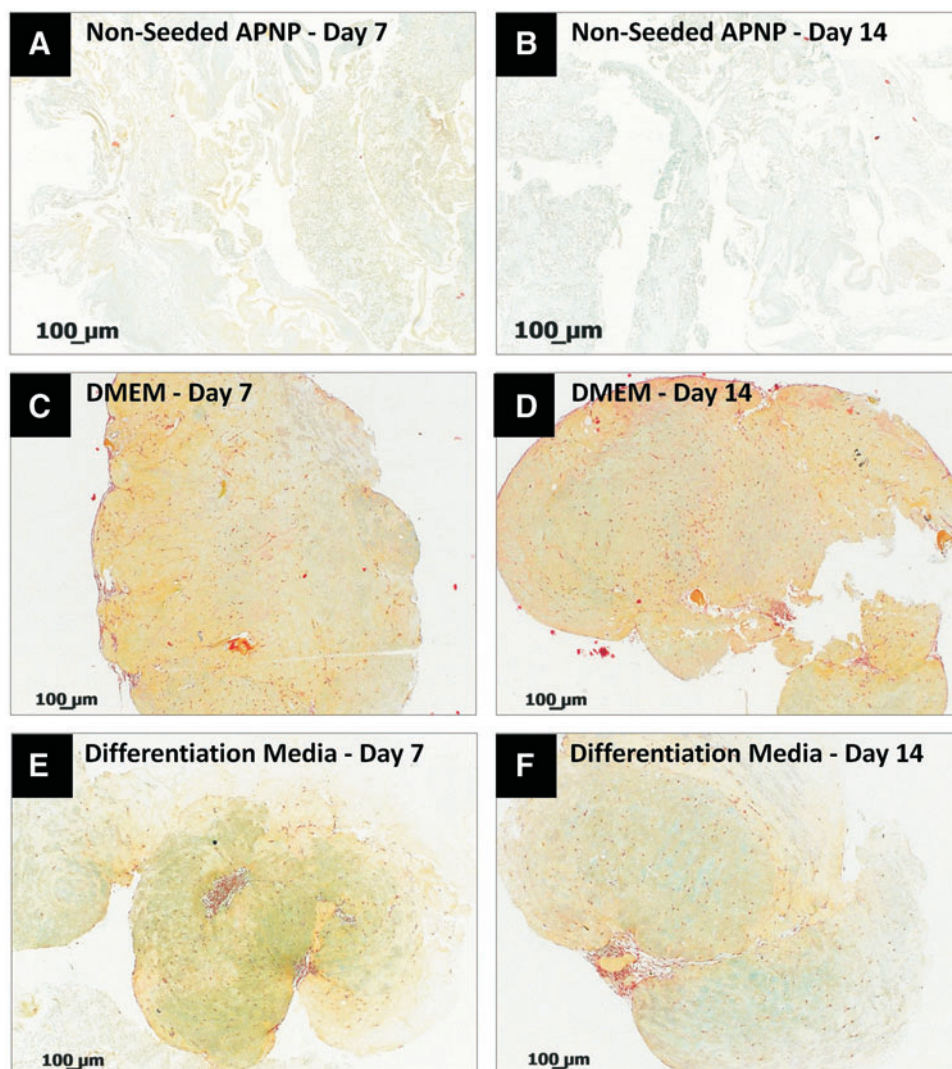 A Non-Seeded APNP - Day 7
100 µm
B Non-Seeded APNP - Day 14
100 µm
C DMEM - Day 7
100 µm
D DMEM - Day 14
100 µm
E Differentiation Media - Day 7
100 µm
F Differentiation Media - Day 14
100 µm